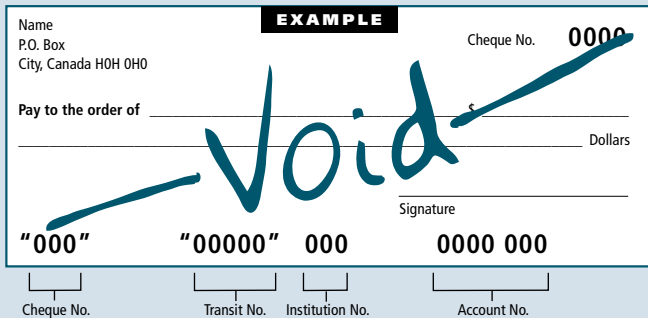 EXAMPLE
Name
P.O. Box
City, Canada H0H 0H0
Cheque No. 0000
Pay to the order of $
Dollars
Void
Signature
"000" "00000" 000 0000 000
Cheque No. Transit No. Institution No. Account No.